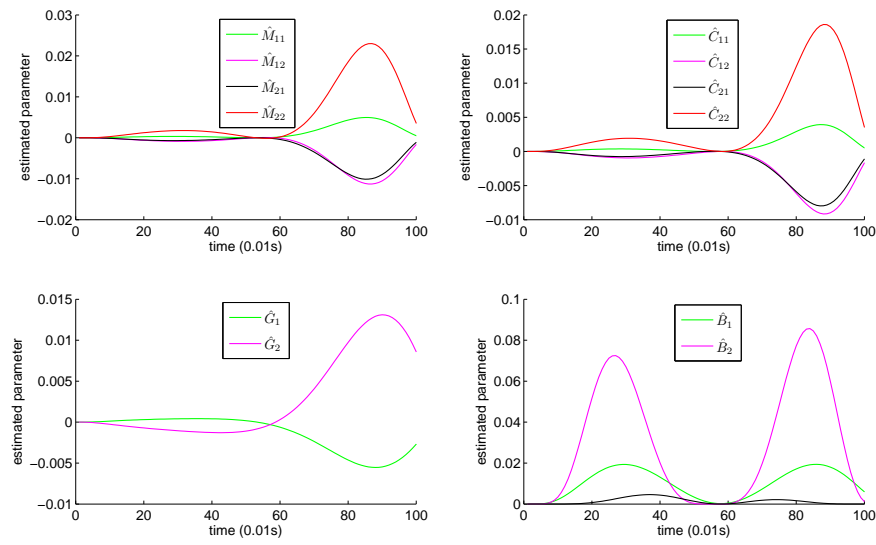 0.03
0.02
0.01
0
−0.01
−0.02
0 20 40 60 80 100
time (0.01s)
estimated parameter
M̂₁₁
M̂₁₂
M̂₂₁
M̂₂₂
0.02
0.015
0.01
0.005
0
−0.005
−0.01
0 20 40 60 80 100
time (0.01s)
estimated parameter
Ĉ₁₁
Ĉ₁₂
Ĉ₂₁
Ĉ₂₂
0.015
0.01
0.005
0
−0.005
−0.01
0 20 40 60 80 100
time (0.01s)
estimated parameter
Ĝ₁
Ĝ₂
0.1
0.08
0.06
0.04
0.02
0
0 20 40 60 80 100
time (0.01s)
estimated parameter
B̂₁
B̂₂